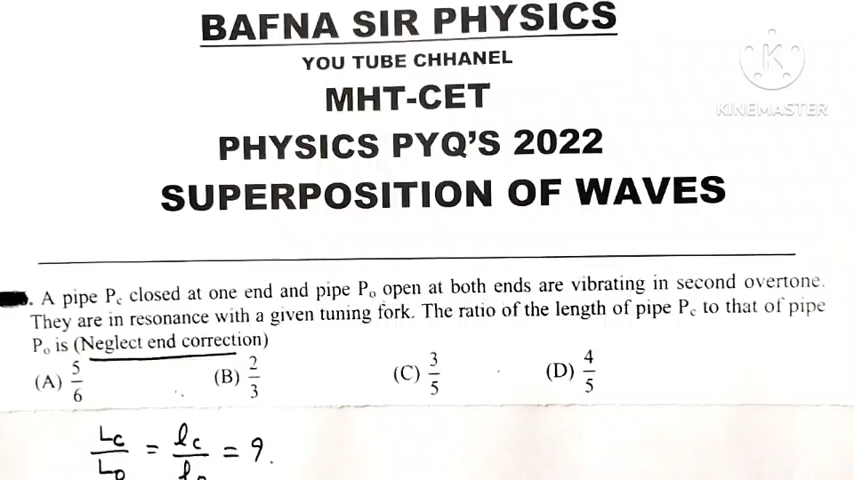 BAFNA SIR PHYSICS
YOU TUBE CHHANEL
MHT-CET
PHYSICS PYQ'S 2022
SUPERPOSITION OF WAVES
K
KINEMASTER
. A pipe Pc closed at one end and pipe Po open at both ends are vibrating in second overtone.
They are in resonance with a given tuning fork. The ratio of the length of pipe Pc to that of pipe
Po is (Neglect end correction)
(A) 5/6 (B) 2/3 (C) 3/5 (D) 4/5
Lc/Lo = lc/lo = ?.